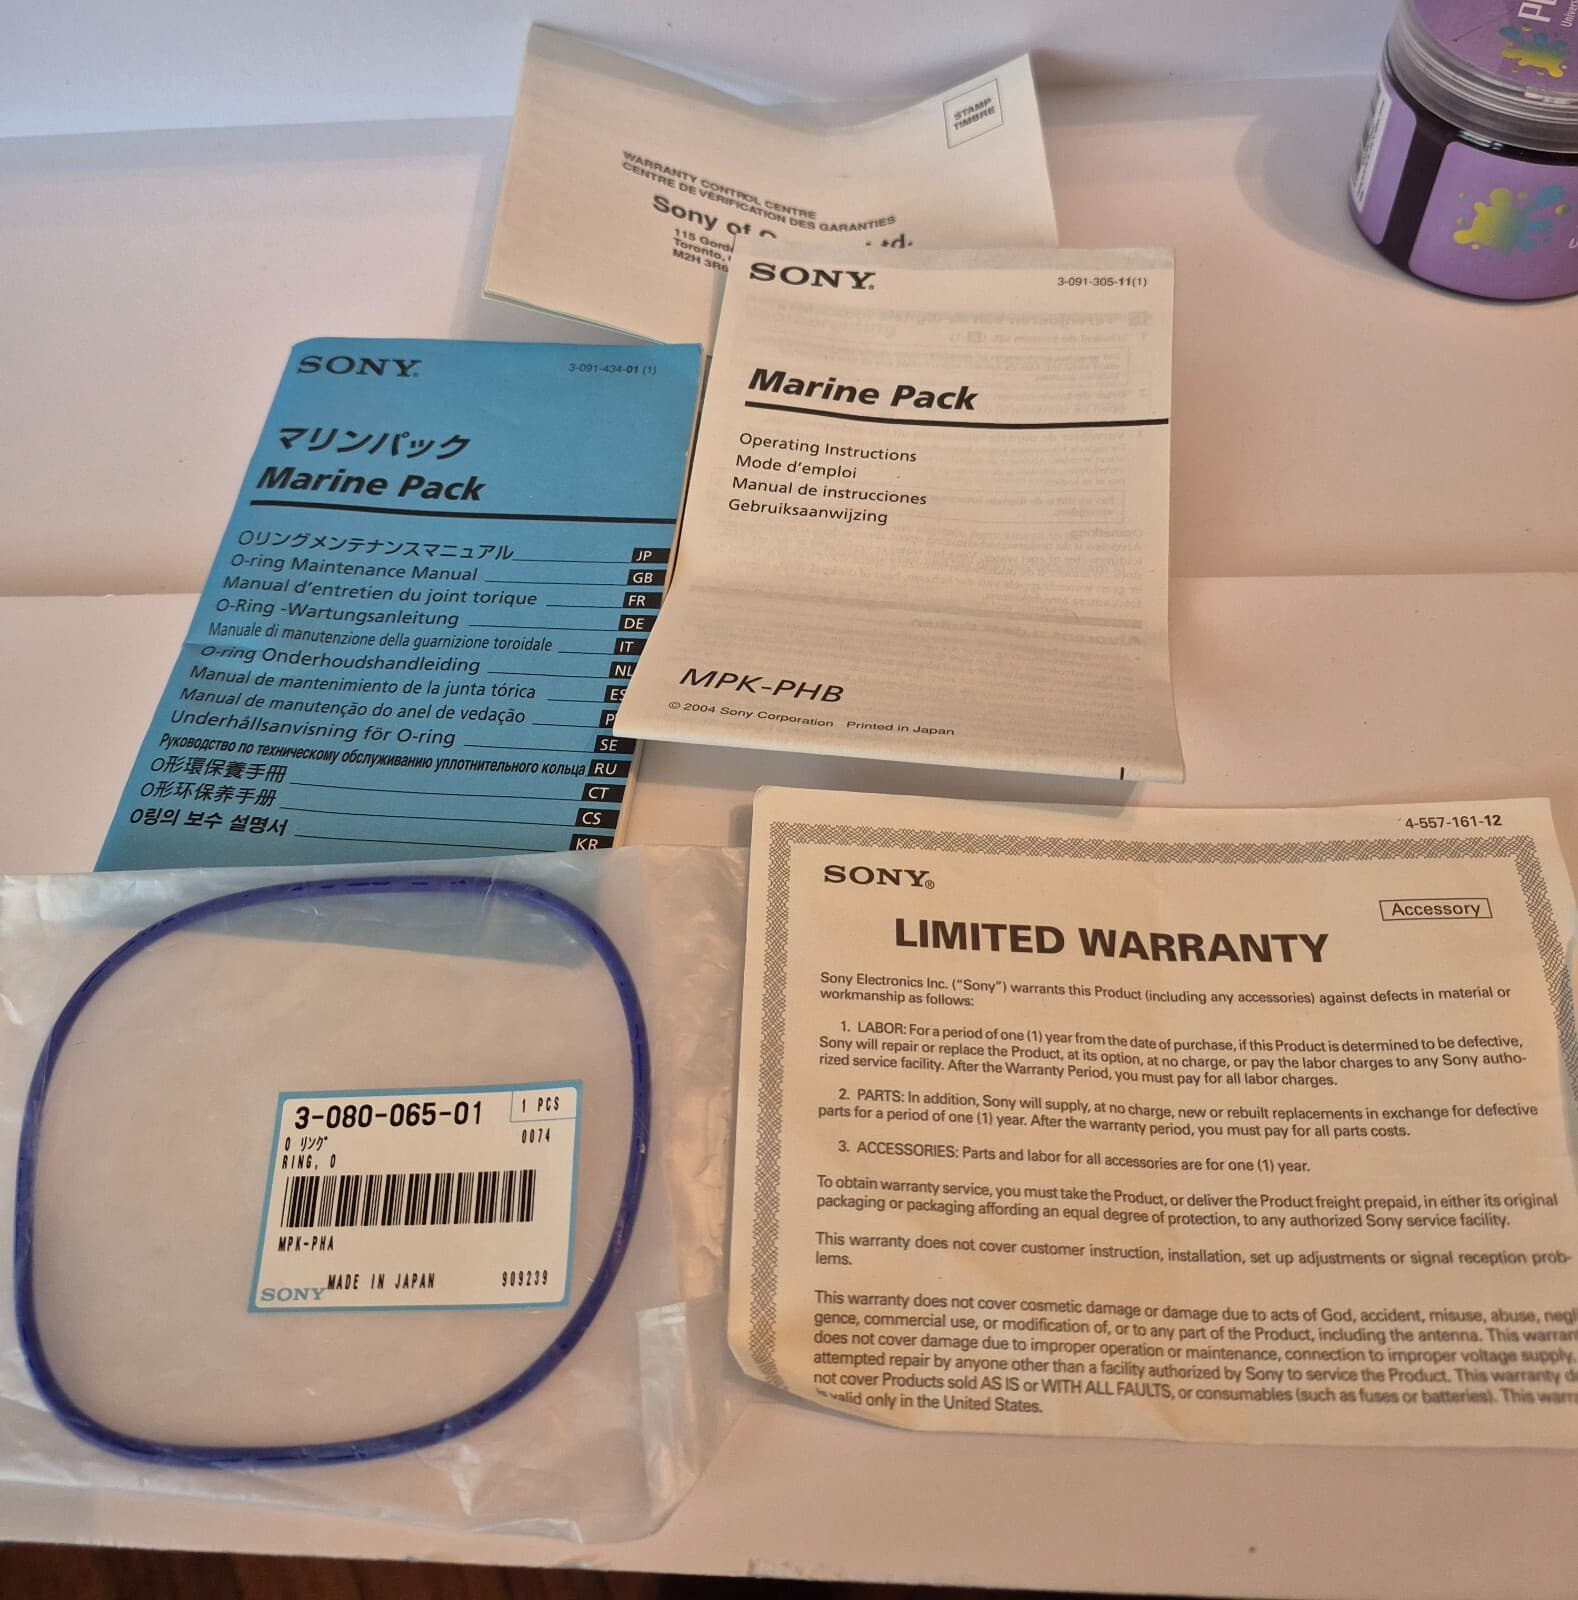 STAMP
TIMBRE
WARRANTY CONTROL CENTRE
CENTRE DE VÉRIFICATION DES GARANTIES
Sony of
115
Toronto,
M2H 3R6
SONY®
3-091-305-11(1)
Marine Pack
Operating Instructions
Mode d'emploi
Manual de instrucciones
Gebruiksaanwijzing
MPK-PHB
© 2004 Sony Corporation Printed in Japan
SONY®
3-091-434-01 (1)
マリンパック
Marine Pack
Oリングメンテナンスマニュアル JP
O-ring Maintenance Manual GB
Manuel d'entretien du joint torique FR
O-Ring -Wartungsanleitung DE
Manuale di manutenzione della guarnizione toroidale IT
O-ring Onderhoudshandleiding NL
Manual de mantenimiento de la junta tórica ES
Manual de manutenção do anel de vedação P
Underhållsanvisning för O-ring SE
Руководство по техническому обслуживанию уплотнительного кольца RU
O形環保養手冊 CT
O形环保养手册 CS
O링의 보수 설명서 KR
3-080-065-01
1 PCS
O リング
0074
RING, O
MPK-PHA
SONY MADE IN JAPAN 909239
4-557-161-12
SONY®
Accessory
LIMITED WARRANTY
Sony Electronics Inc. ("Sony") warrants this Product (including any accessories) against defects in material or
workmanship as follows:
1. LABOR: For a period of one (1) year from the date of purchase, if this Product is determined to be defective,
Sony will repair or replace the Product, at its option, at no charge, or pay the labor charges to any Sony autho-
rized service facility. After the Warranty Period, you must pay for all labor charges.
2. PARTS: In addition, Sony will supply, at no charge, new or rebuilt replacements in exchange for defective
parts for a period of one (1) year. After the warranty period, you must pay for all parts costs.
3. ACCESSORIES: Parts and labor for all accessories are for one (1) year.
To obtain warranty service, you must take the Product, or deliver the Product freight prepaid, in either its original
packaging or packaging affording an equal degree of protection, to any authorized Sony service facility.
This warranty does not cover customer instruction, installation, set up adjustments or signal reception prob-
lems.
This warranty does not cover cosmetic damage or damage due to acts of God, accident, misuse, abuse, negli
gence, commercial use, or modification of, or to any part of the Product, including the antenna. This warran
does not cover damage due to improper operation or maintenance, connection to improper voltage supply,
attempted repair by anyone other than a facility authorized by Sony to service the Product. This warranty d
not cover Products sold AS IS or WITH ALL FAULTS, or consumables (such as fuses or batteries). This warr
is valid only in the United States.